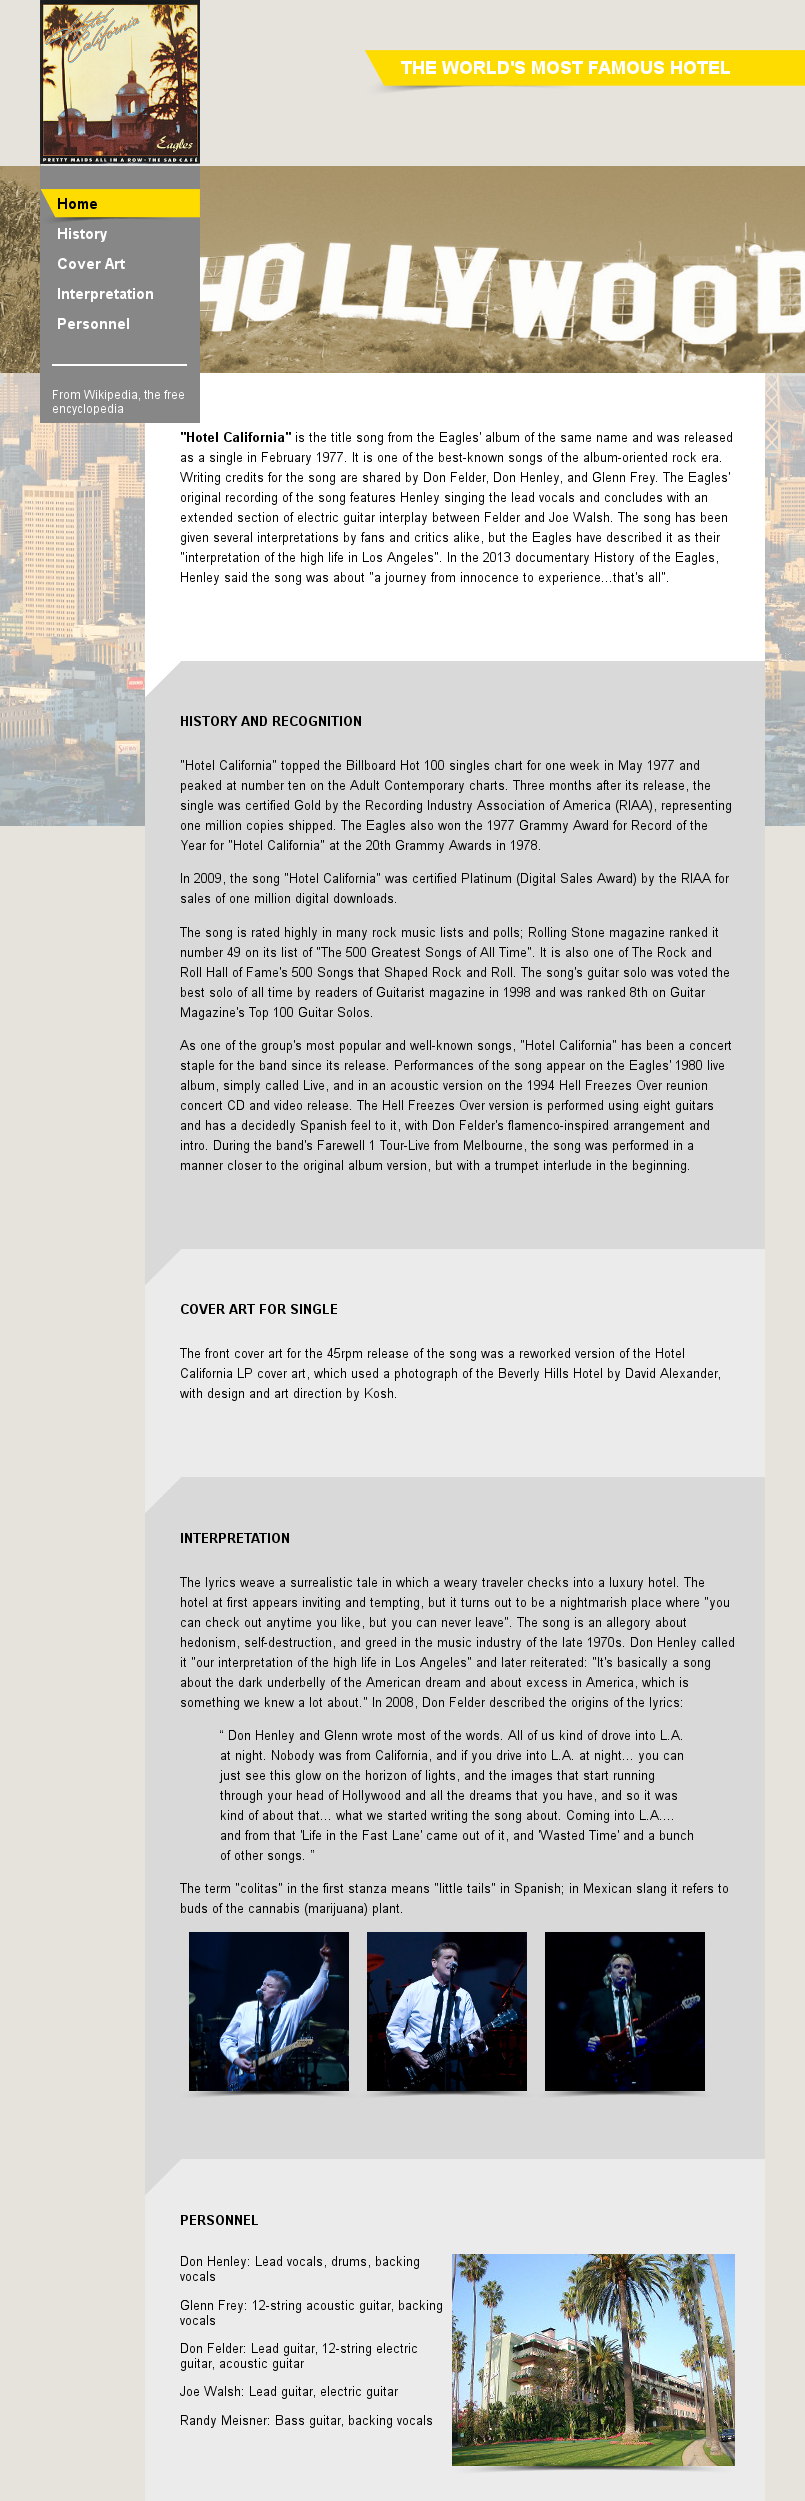 Hotel
California
Eagles
PRETTY MAIDS ALL IN A ROW • THE SAD CAFÉ
THE WORLD'S MOST FAMOUS HOTEL
Home
History
Cover Art
Interpretation
Personnel
HOLLYWOOD
From Wikipedia, the free
encyclopedia
"Hotel California" is the title song from the Eagles' album of the same name and was released
as a single in February 1977. It is one of the best-known songs of the album-oriented rock era.
Writing credits for the song are shared by Don Felder, Don Henley, and Glenn Frey. The Eagles'
original recording of the song features Henley singing the lead vocals and concludes with an
extended section of electric guitar interplay between Felder and Joe Walsh. The song has been
given several interpretations by fans and critics alike, but the Eagles have described it as their
"interpretation of the high life in Los Angeles". In the 2013 documentary History of the Eagles,
Henley said the song was about "a journey from innocence to experience...that's all".
HISTORY AND RECOGNITION
"Hotel California" topped the Billboard Hot 100 singles chart for one week in May 1977 and
peaked at number ten on the Adult Contemporary charts. Three months after its release, the
single was certified Gold by the Recording Industry Association of America (RIAA), representing
one million copies shipped. The Eagles also won the 1977 Grammy Award for Record of the
Year for "Hotel California" at the 20th Grammy Awards in 1978.
In 2009, the song "Hotel California" was certified Platinum (Digital Sales Award) by the RIAA for
sales of one million digital downloads.
The song is rated highly in many rock music lists and polls; Rolling Stone magazine ranked it
number 49 on its list of "The 500 Greatest Songs of All Time". It is also one of The Rock and
Roll Hall of Fame's 500 Songs that Shaped Rock and Roll. The song's guitar solo was voted the
best solo of all time by readers of Guitarist magazine in 1998 and was ranked 8th on Guitar
Magazine's Top 100 Guitar Solos.
As one of the group's most popular and well-known songs, "Hotel California" has been a concert
staple for the band since its release. Performances of the song appear on the Eagles' 1980 live
album, simply called Live, and in an acoustic version on the 1994 Hell Freezes Over reunion
concert CD and video release. The Hell Freezes Over version is performed using eight guitars
and has a decidedly Spanish feel to it, with Don Felder's flamenco-inspired arrangement and
intro. During the band's Farewell 1 Tour-Live from Melbourne, the song was performed in a
manner closer to the original album version, but with a trumpet interlude in the beginning.
COVER ART FOR SINGLE
The front cover art for the 45rpm release of the song was a reworked version of the Hotel
California LP cover art, which used a photograph of the Beverly Hills Hotel by David Alexander,
with design and art direction by Kosh.
INTERPRETATION
The lyrics weave a surrealistic tale in which a weary traveler checks into a luxury hotel. The
hotel at first appears inviting and tempting, but it turns out to be a nightmarish place where "you
can check out anytime you like, but you can never leave". The song is an allegory about
hedonism, self-destruction, and greed in the music industry of the late 1970s. Don Henley called
it "our interpretation of the high life in Los Angeles" and later reiterated: "It's basically a song
about the dark underbelly of the American dream and about excess in America, which is
something we knew a lot about." In 2008, Don Felder described the origins of the lyrics:
“ Don Henley and Glenn wrote most of the words. All of us kind of drove into L.A.
at night. Nobody was from California, and if you drive into L.A. at night... you can
just see this glow on the horizon of lights, and the images that start running
through your head of Hollywood and all the dreams that you have, and so it was
kind of about that... what we started writing the song about. Coming into L.A....
and from that 'Life in the Fast Lane' came out of it, and 'Wasted Time' and a bunch
of other songs. ”
The term "colitas" in the first stanza means "little tails" in Spanish; in Mexican slang it refers to
buds of the cannabis (marijuana) plant.
PERSONNEL
Don Henley: Lead vocals, drums, backing
vocals
Glenn Frey: 12-string acoustic guitar, backing
vocals
Don Felder: Lead guitar, 12-string electric
guitar, acoustic guitar
Joe Walsh: Lead guitar, electric guitar
Randy Meisner: Bass guitar, backing vocals